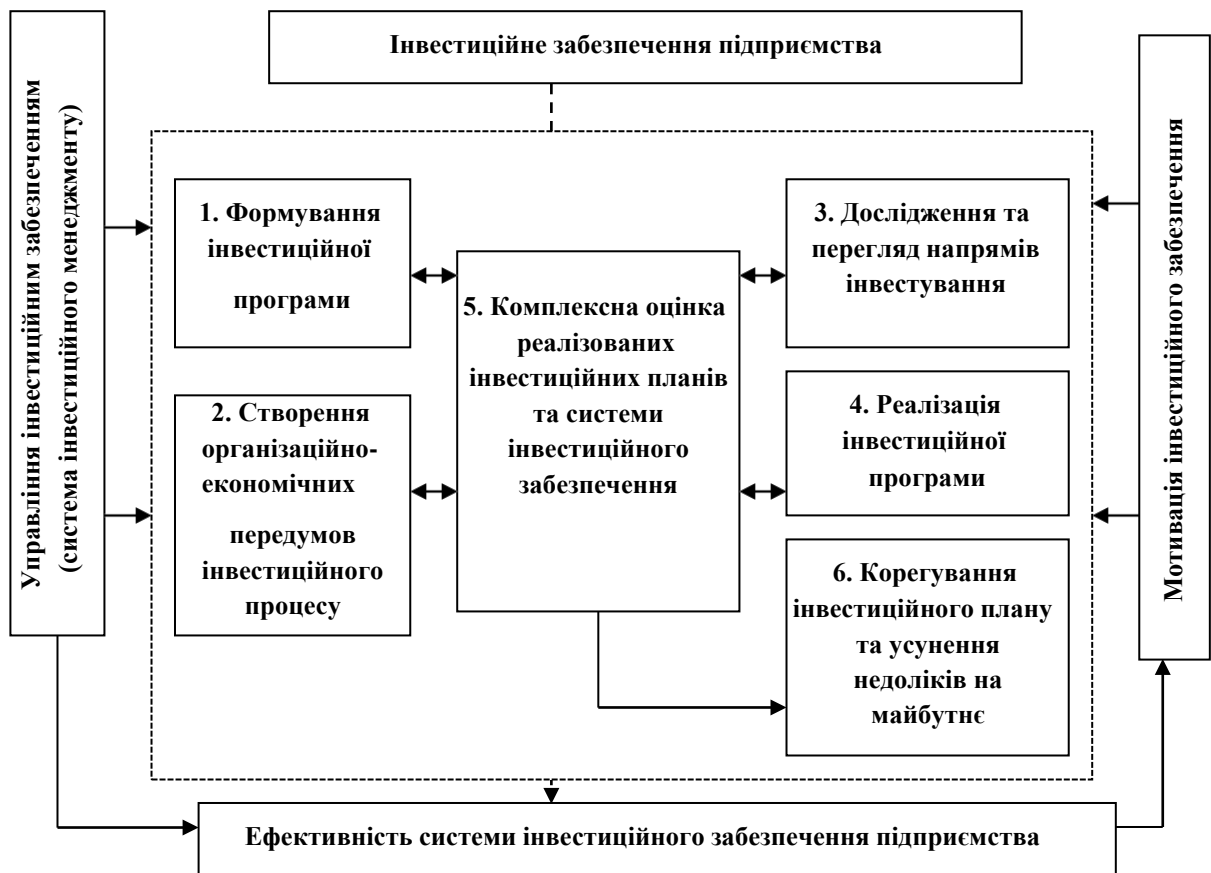 Інвестиційне забезпечення підприємства
Управління інвестиційним забезпеченням
(система інвестиційного менеджменту)
1. Формування
інвестиційної
програми
2. Створення
організаційно-
економічних
передумов
інвестиційного
процесу
5. Комплексна оцінка
реалізованих
інвестиційних планів
та системи
інвестиційного
забезпечення
3. Дослідження та
перегляд напрямів
інвестування
4. Реалізація
інвестиційної
програми
6. Корегування
інвестиційного плану
та усунення
недоліків на
майбутнє
Мотивація інвестиційного забезпечення
Ефективність системи інвестиційного забезпечення підприємства